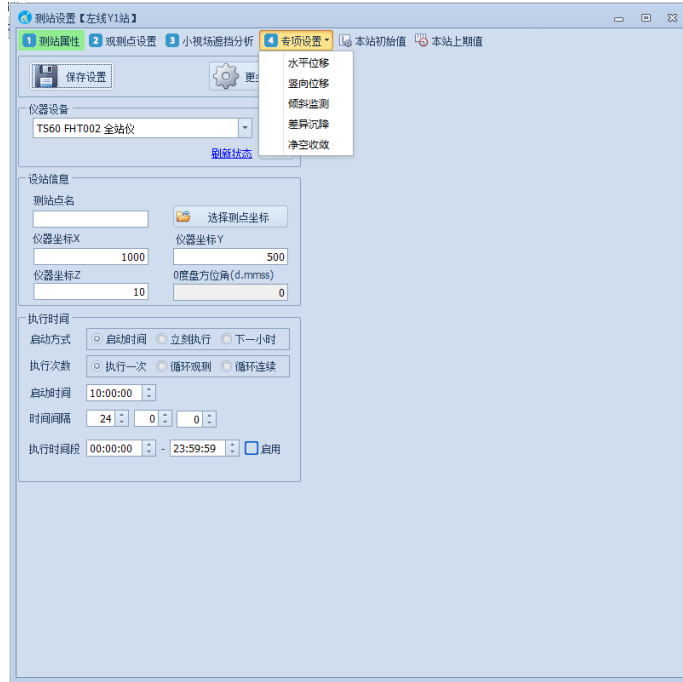 测站设置【左线Y1站】
1 测站属性 2 观测点设置 3 小视场遮挡分析 4 专项设置 本站初始值 本站上期值
保存设置 更
水平位移
竖向位移
倾斜监测
差异沉降
净空收敛
仪器设备
TS60 FHT002 全站仪
刷新状态
设站信息
测站点名
选择测点坐标
仪器坐标X 仪器坐标Y
1000 500
仪器坐标Z 0度盘方位角(d.mmss)
10 0
执行时间
启动方式 启动时间 立刻执行 下一小时
执行次数 执行一次 循环观测 循环连续
启动时间 10:00:00
时间间隔 24 0 0
执行时间段 00:00:00 - 23:59:59 启用